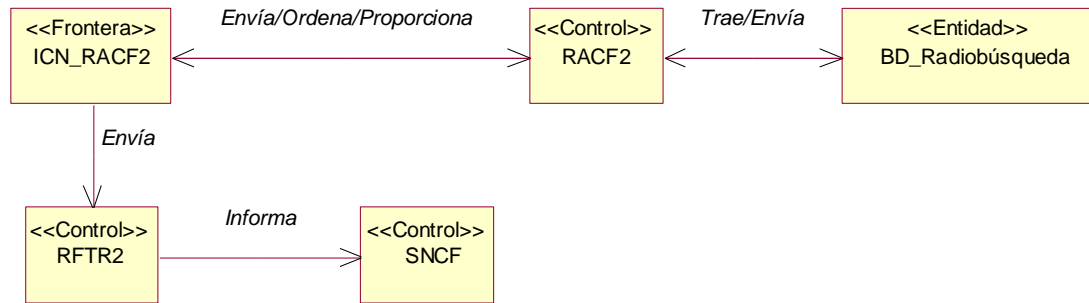 Envía/Ordena/Proporciona
Trae/Envía
<<Frontera>>
ICN_RACF2
<<Control>>
RACF2
<<Entidad>>
BD_Radiobúsqueda
Envía
<<Control>>
RFTR2
Informa
<<Control>>
SNCF